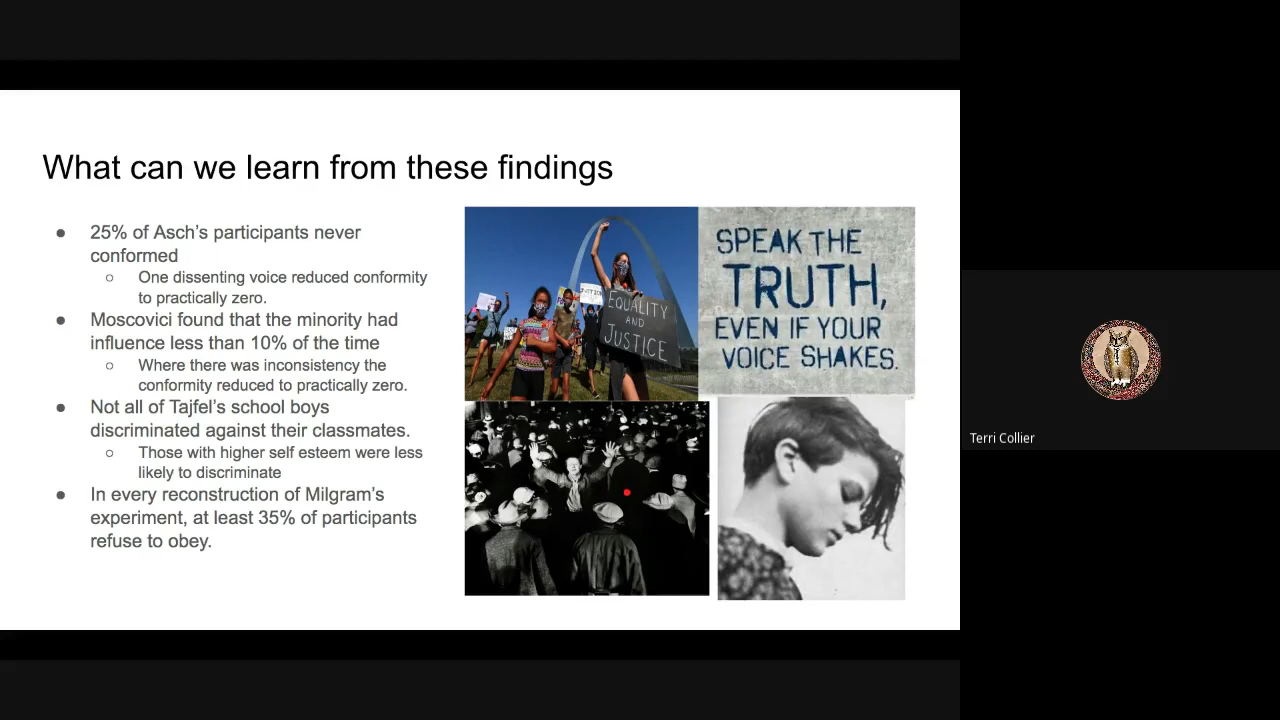 What can we learn from these findings
● 25% of Asch's participants never
conformed
○ One dissenting voice reduced conformity
to practically zero.
● Moscovici found that the minority had
influence less than 10% of the time
○ Where there was inconsistency the
conformity reduced to practically zero.
● Not all of Tajfel's school boys
discriminated against their classmates.
○ Those with higher self esteem were less
likely to discriminate
● In every reconstruction of Milgram's
experiment, at least 35% of participants
refuse to obey.
EQUALITY
AND
JUSTICE
SPEAK THE
TRUTH,
EVEN IF YOUR
VOICE SHAKES.
Terri Collier